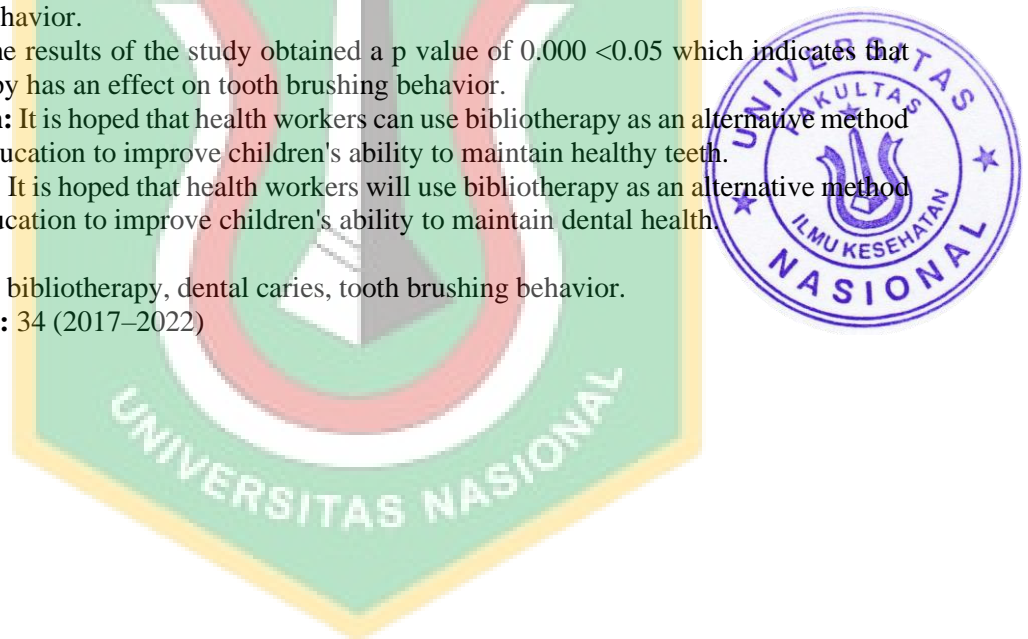 havior.
ne results of the study obtained a p value of 0.000 <0.05 which indicates that
py has an effect on tooth brushing behavior.
n: It is hoped that health workers can use bibliotherapy as an alternative method
ucation to improve children's ability to maintain healthy teeth.
It is hoped that health workers will use bibliotherapy as an alternative method
ucation to improve children's ability to maintain dental health.
bibliotherapy, dental caries, tooth brushing behavior.
: 34 (2017–2022)
UNIVERSITAS NASIONAL
UNIVERSITAS
FAKULTAS
ILMU KESEHATAN
NASIONAL